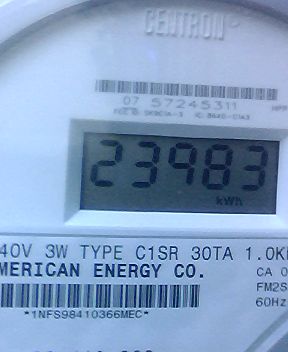 CENTRON
07 57245311
23983
kWh
40V 3W TYPE C1SR 30TA 1.0K
MERICAN ENERGY CO.
CA 0
FM2S
60Hz
*1NFS98410366MEC*